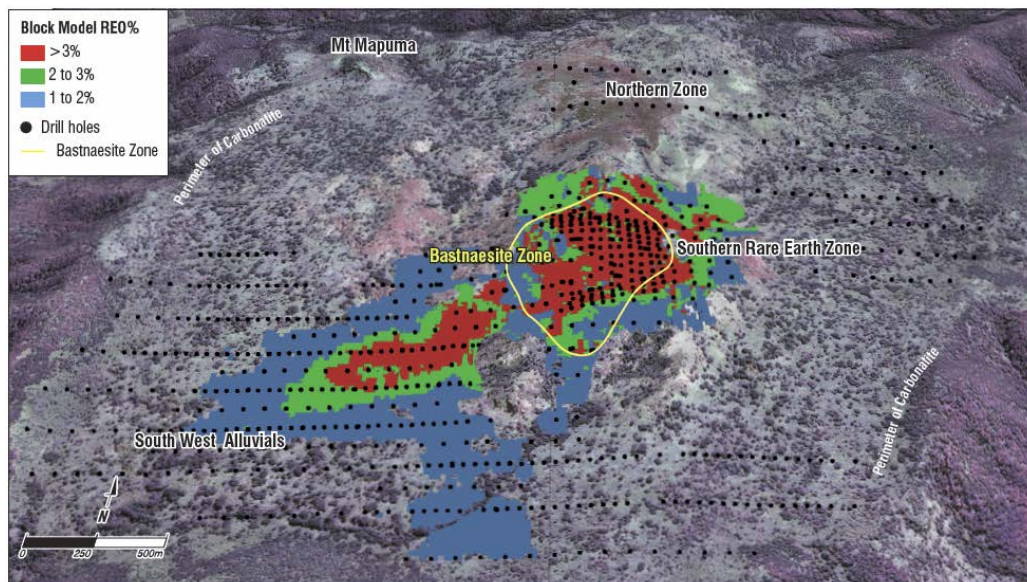 Block Model REO%
>3%
2 to 3%
1 to 2%
Drill holes
Bastnaesite Zone
Mt Mapuma
Northern Zone
Perimeter of Carbonatite
Bastnaesite Zone
Southern Rare Earth Zone
Perimeter of Carbonatite
South West Alluvials
N
0 250 500m